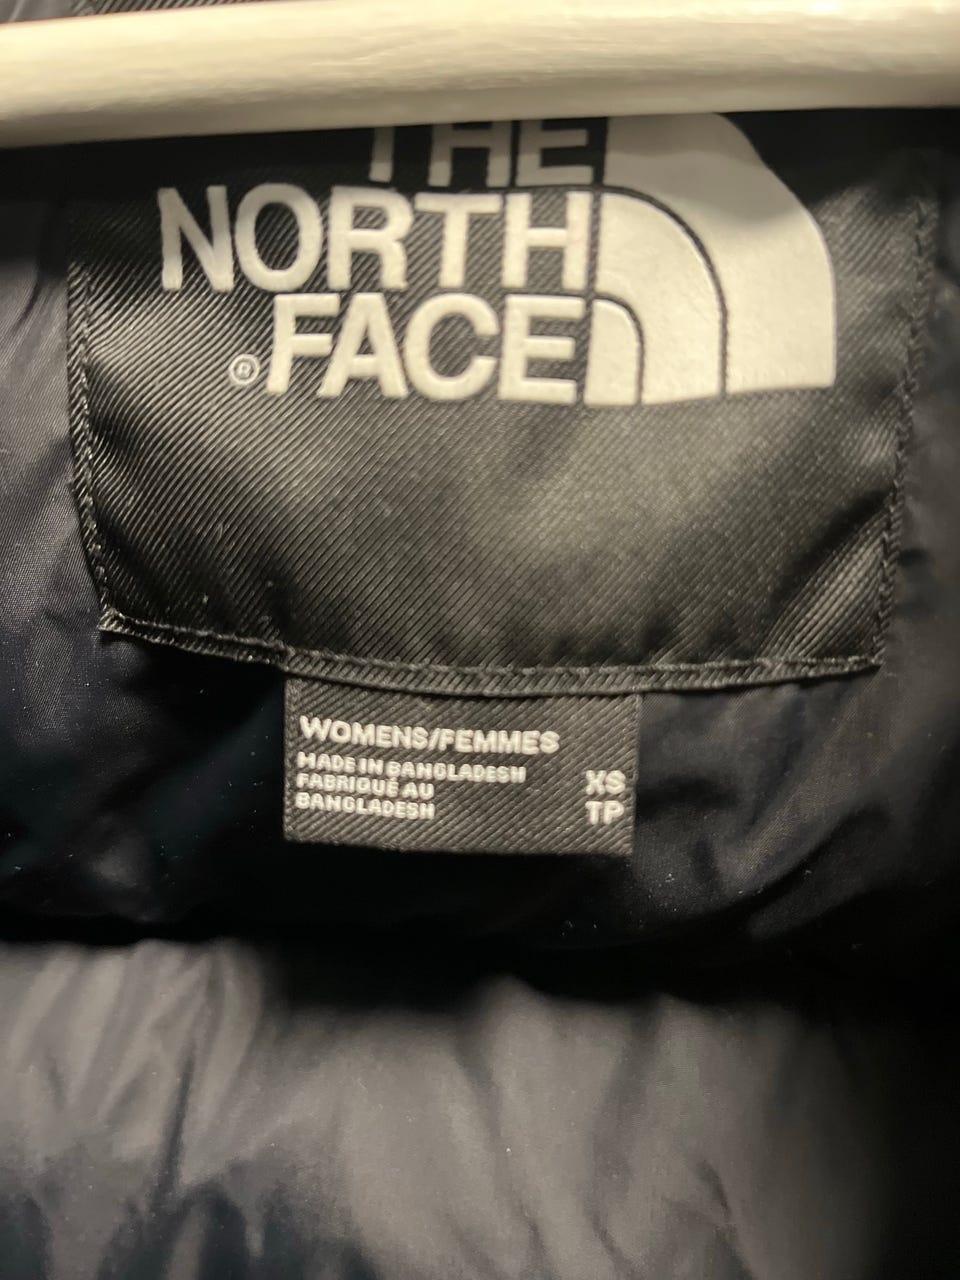 THE
NORTH
FACE
®
WOMENS/FEMMES
MADE IN BANGLADESH
FABRIQUÉ AU
BANGLADESH
XS
TP